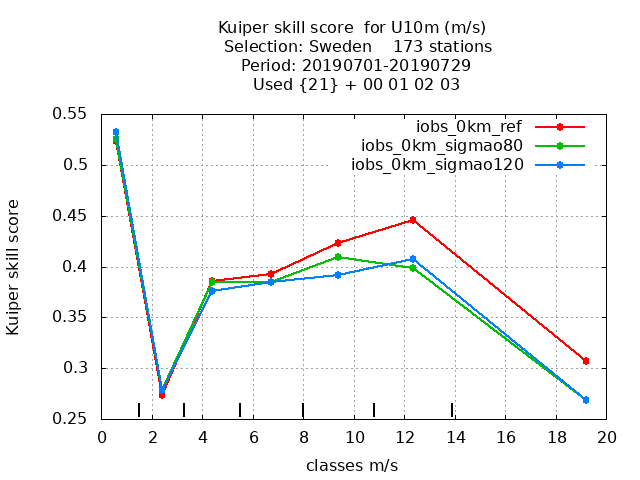 Kuiper skill score  for U10m (m/s)
Selection: Sweden    173 stations
Period: 20190701-20190729
Used {21} + 00 01 02 03
iobs_0km_ref
iobs_0km_sigmao80
iobs_0km_sigmao120
Kuiper skill score
0.55
0.5
0.45
0.4
0.35
0.3
0.25
0 2 4 6 8 10 12 14 16 18 20
classes m/s